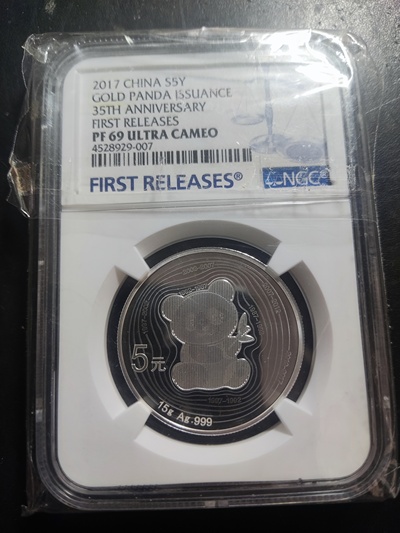 2017 CHINA S5Y
GOLD PANDA ISSUANCE
35TH ANNIVERSARY
FIRST RELEASES
PF 69 ULTRA CAMEO
4528929-007
FIRST RELEASES®
NGC®
5元
15g Ag.999